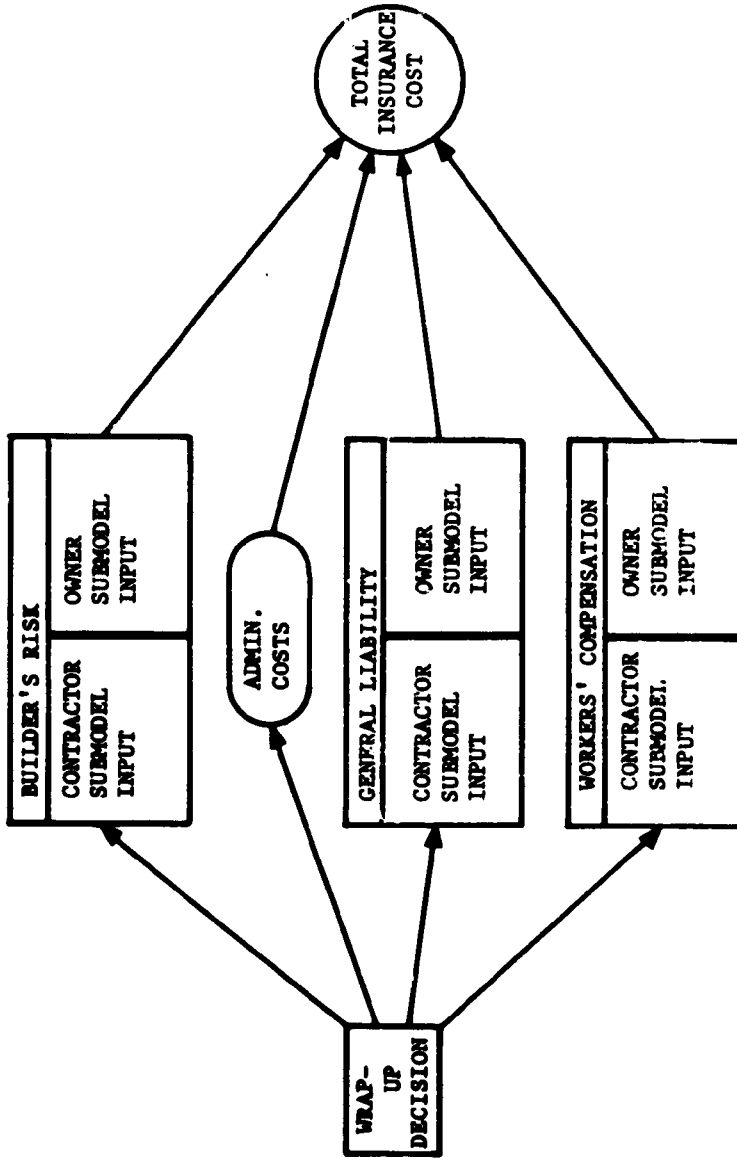 WRAP-
UP
DECISION
BUILDER'S RISK
CONTRACTOR
SUBMODEL
INPUT
OWNER
SUBMODEL
INPUT
ADMIN.
COSTS
GENERAL LIABILITY
CONTRACTOR
SUBMODEL
INPUT
OWNER
SUBMODEL
INPUT
WORKERS' COMPENSATION
CONTRACTOR
SUBMODEL
INPUT
OWNER
SUBMODEL
INPUT
TOTAL
INSURANCE
COST